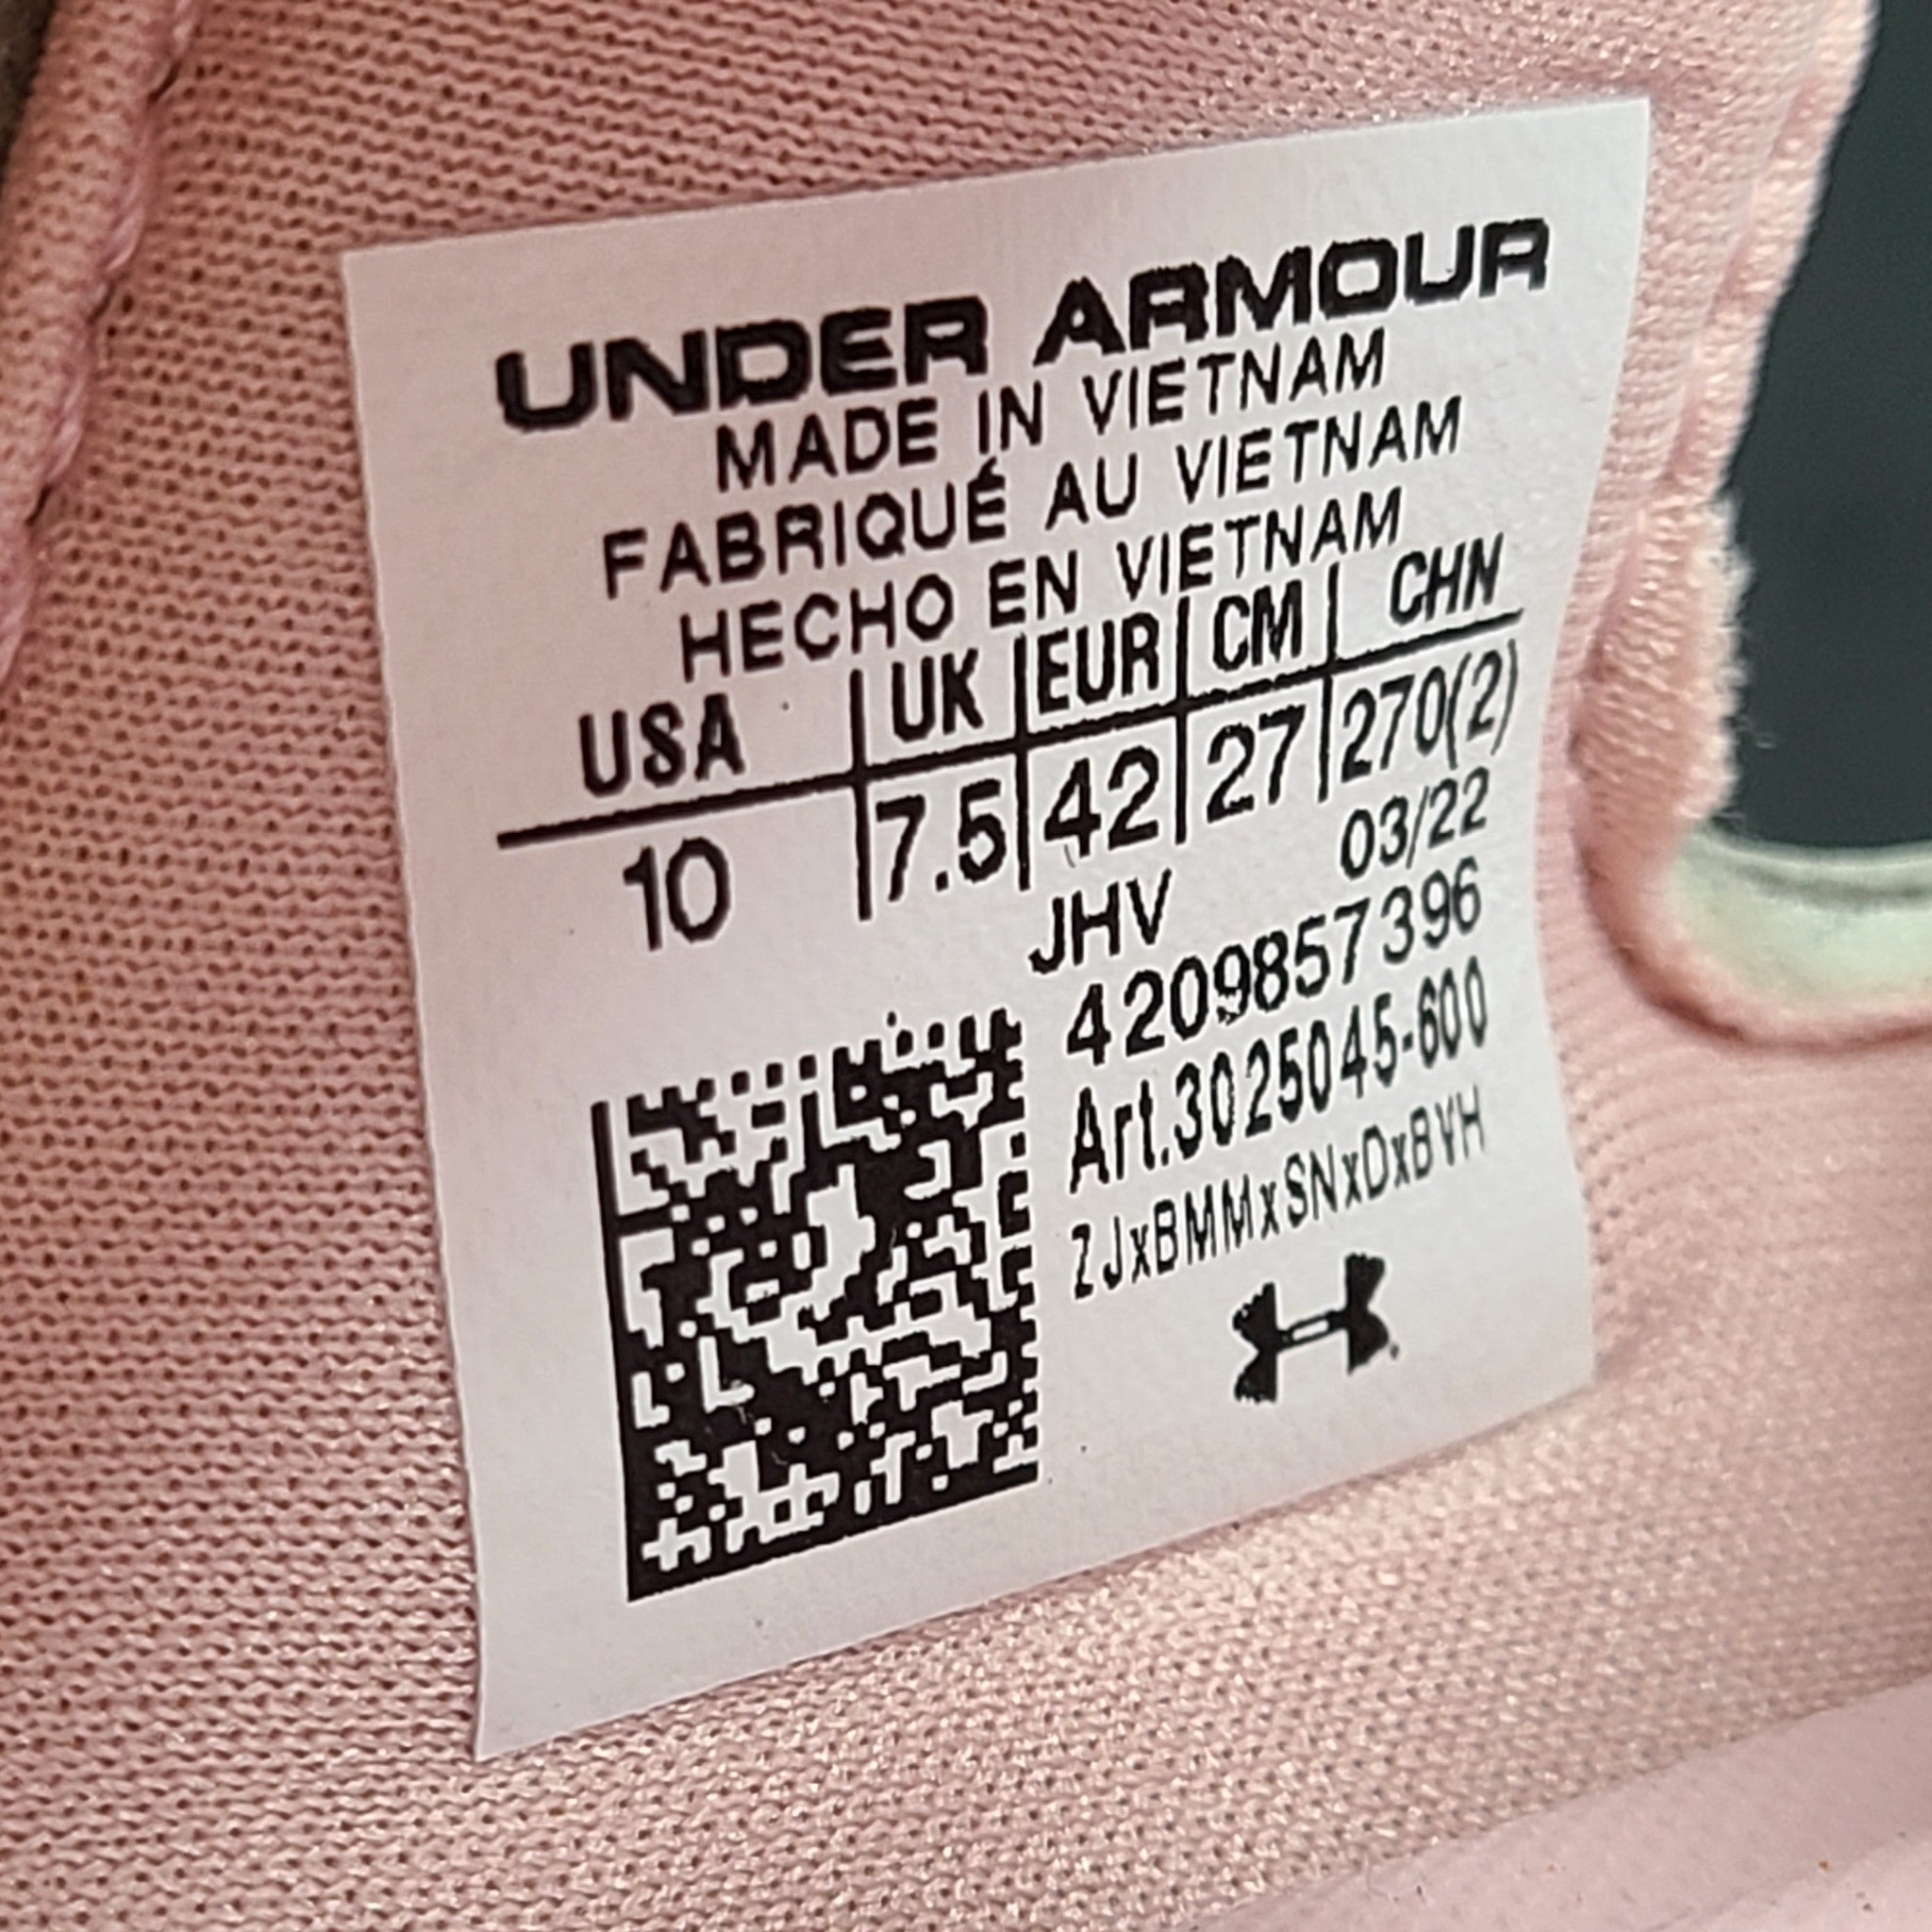 UNDER ARMOUR
MADE IN VIETNAM
FABRIQUÉ AU VIETNAM
HECHO EN VIETNAM
USA UK EUR CM CHN
10 7.5 42 27 270(2)
JHV 03/22
4209857396
Art.3025045-600
ZJxBMMxSNxDxBVH